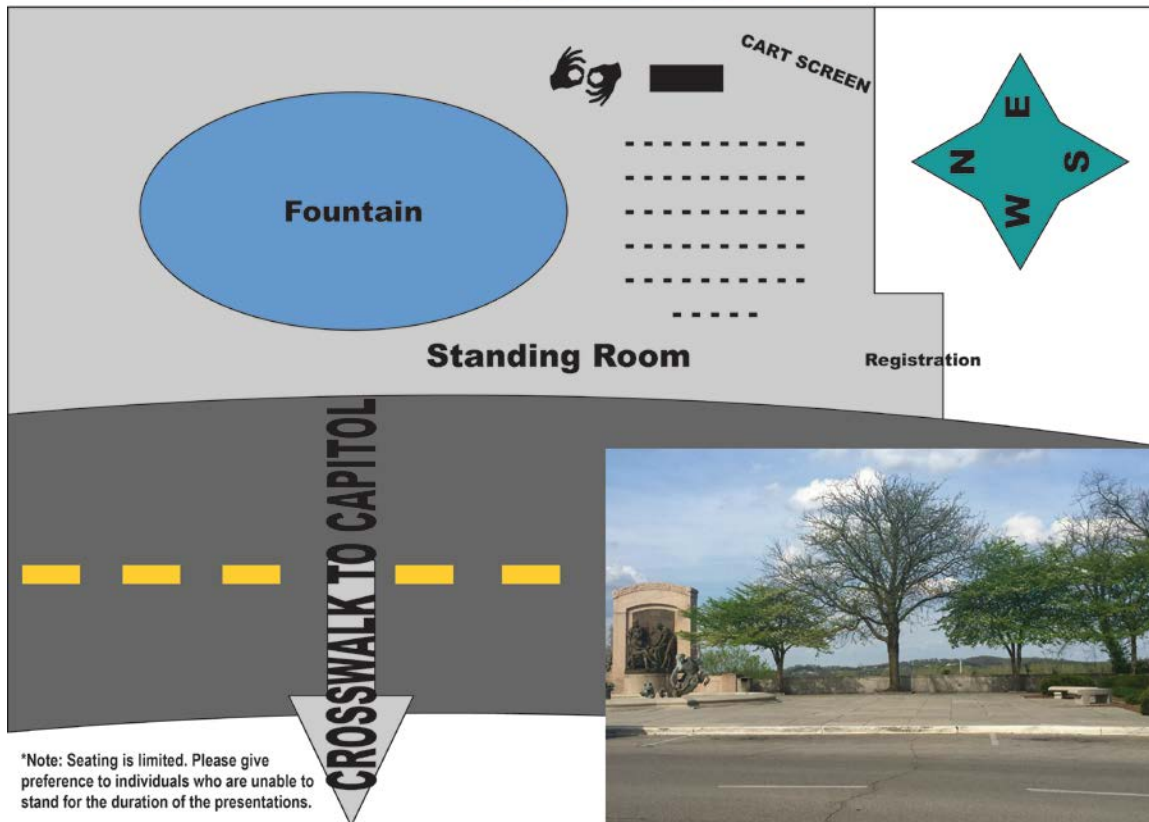 CART SCREEN
E
N
S
W
Fountain
Standing Room
Registration
CROSSWALK TO CAPITOL
*Note: Seating is limited. Please give
preference to individuals who are unable to
stand for the duration of the presentations.